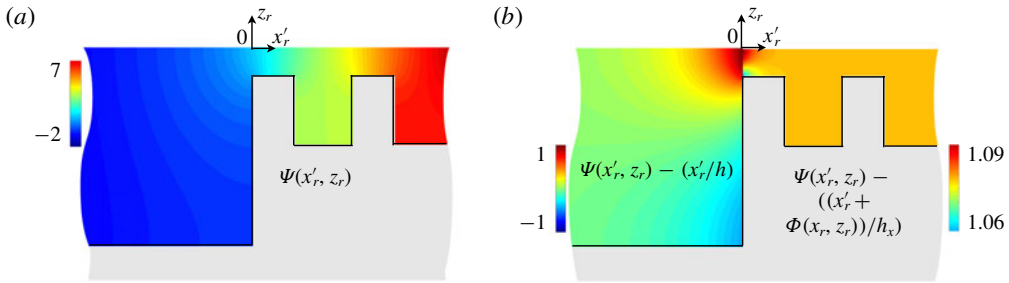 (a)
z_r
0
x′_r
7
−2
Ψ(x′_r, z_r)
(b)
z_r
0
x′_r
1
−1
Ψ(x′_r, z_r) − (x′_r/h)
Ψ(x′_r, z_r) −
((x′_r +
Φ(x_r, z_r))/h_x)
1.09
1.06